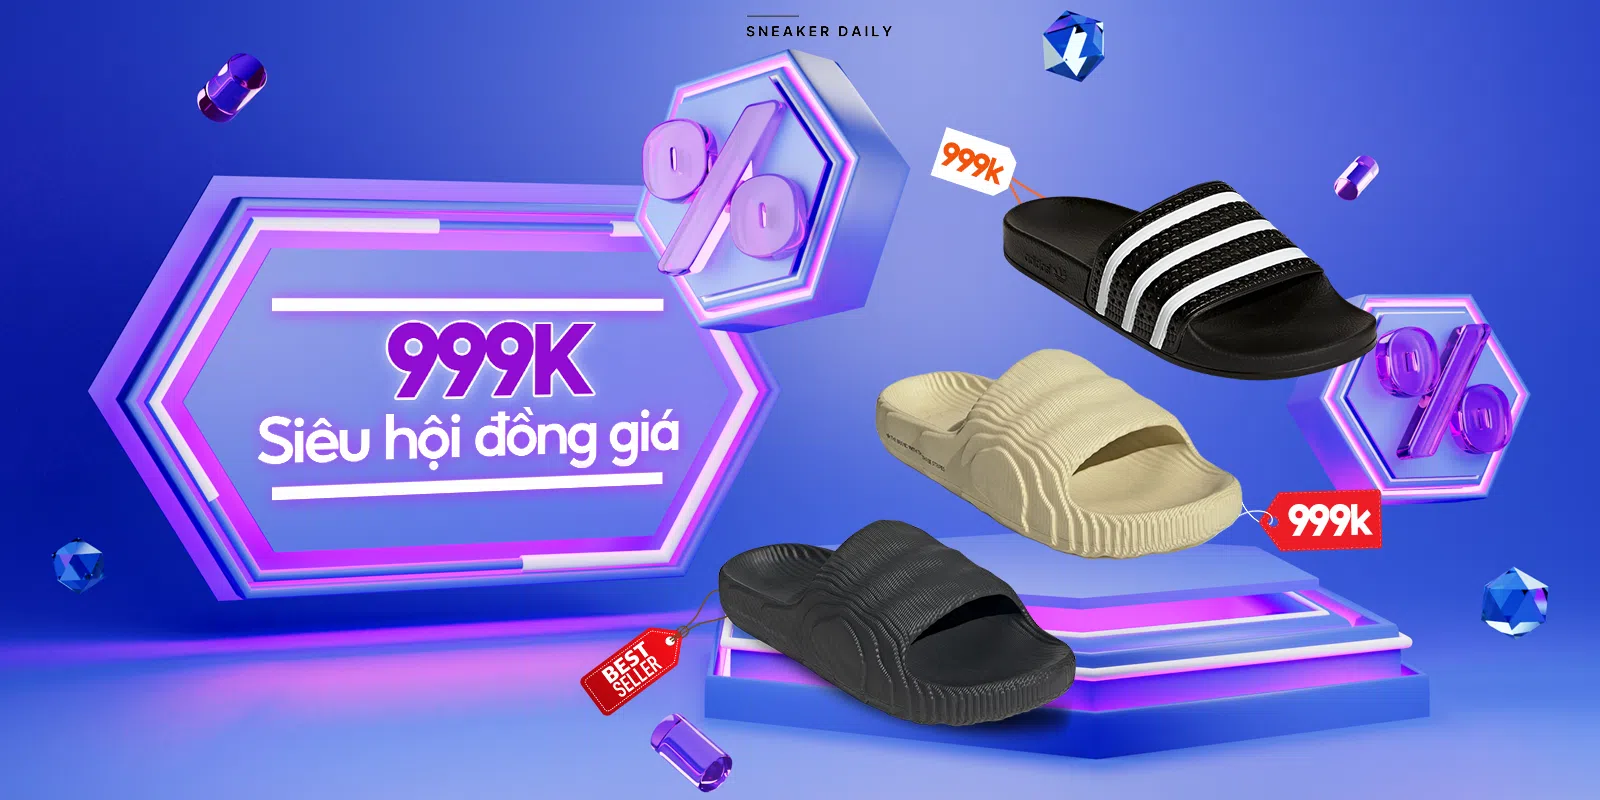 SNEAKER DAILY
999k
999K
Siêu hội đồng giá
999k
BEST
SELLER